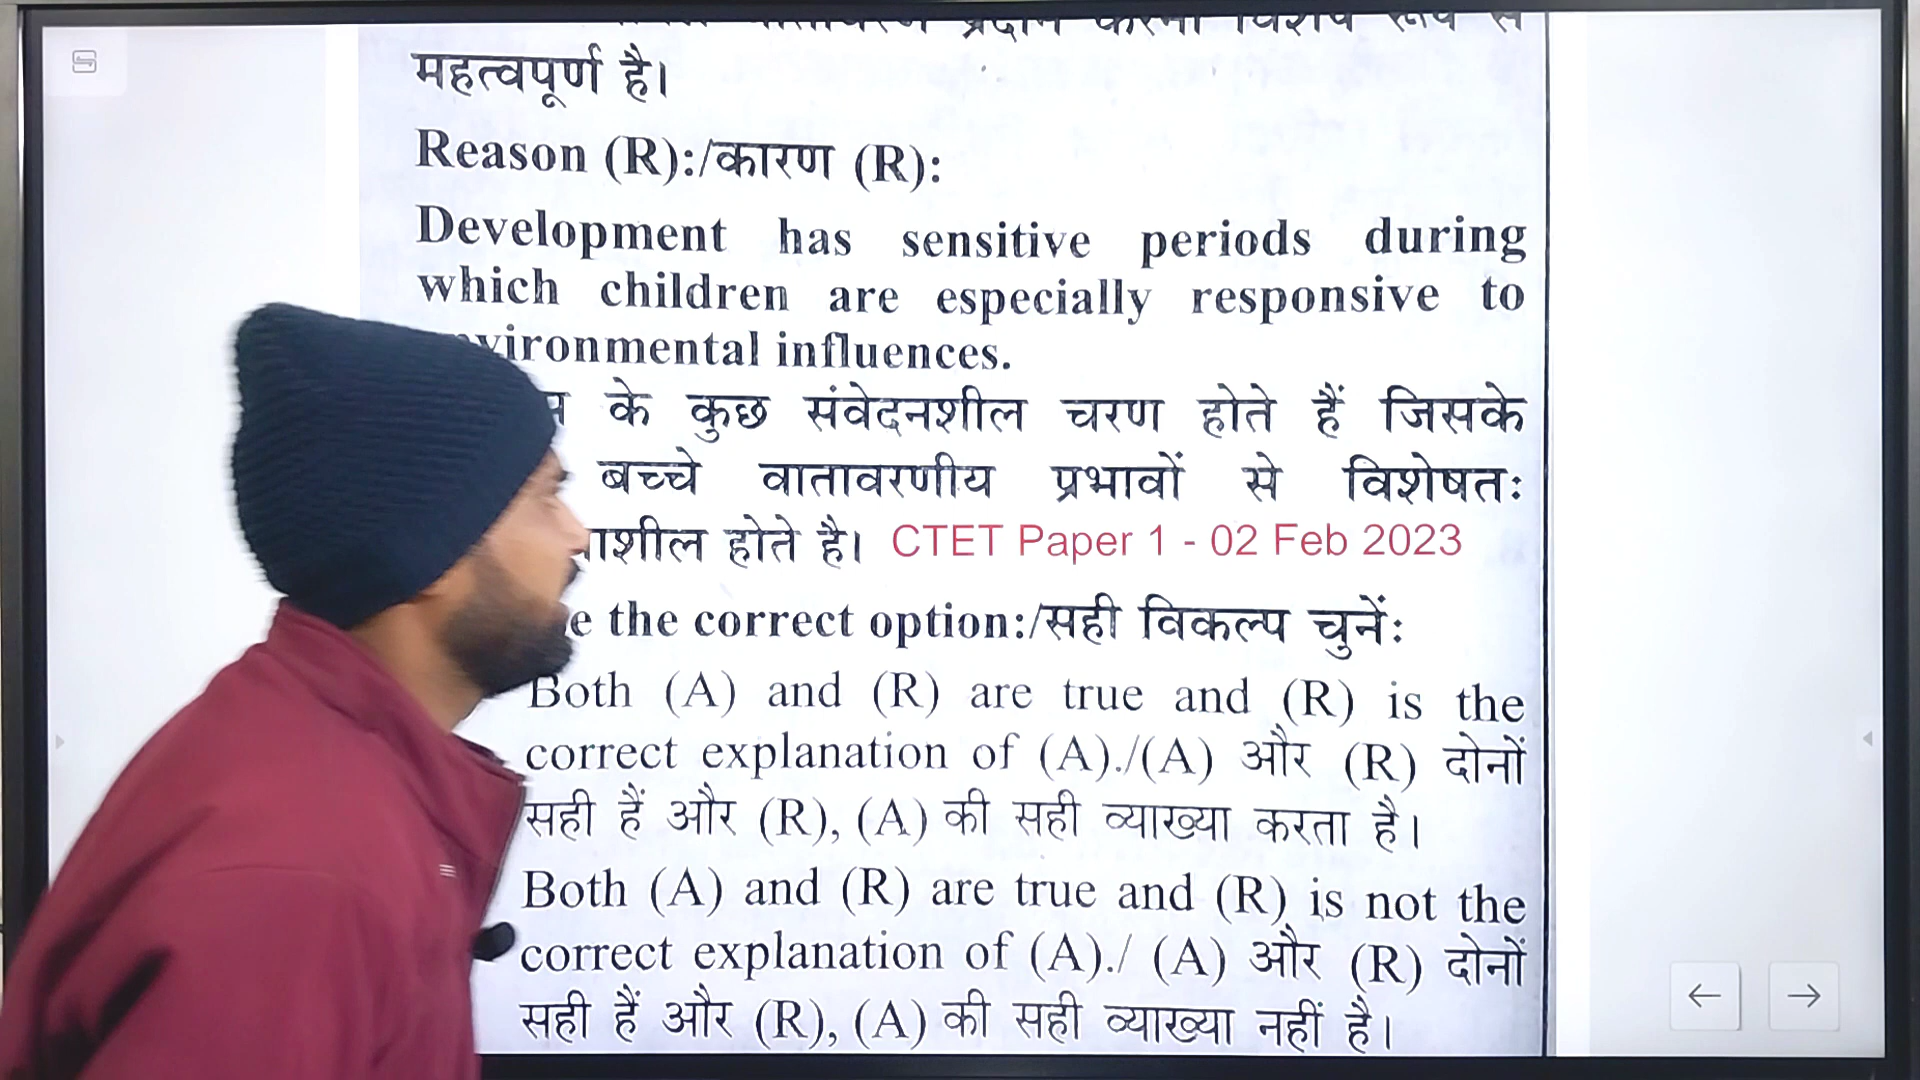 प्रदान करना विशेष रूप से
महत्वपूर्ण है।
Reason (R):/कारण (R):
Development has sensitive periods during
which children are especially responsive to
vironmental influences.
के कुछ संवेदनशील चरण होते हैं जिसके
बच्चे वातावरणीय प्रभावों से विशेषतः
ाशील होते है। CTET Paper 1 - 02 Feb 2023
e the correct option:/सही विकल्प चुनेंः
Both (A) and (R) are true and (R) is the
correct explanation of (A)./(A) और (R) दोनों
सही हैं और (R), (A) की सही व्याख्या करता है।
Both (A) and (R) are true and (R) is not the
correct explanation of (A)./ (A) और (R) दोनों
सही हैं और (R), (A) की सही व्याख्या नहीं है।